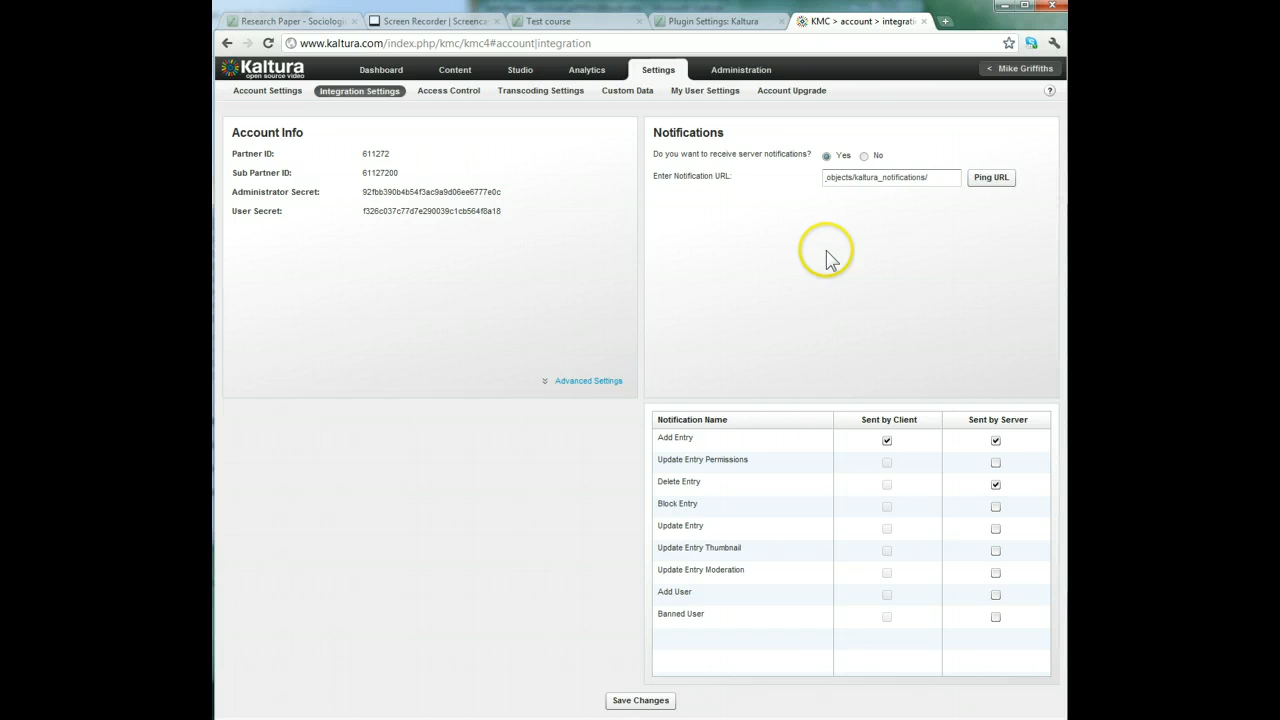 Research Paper - Sociologi
Screen Recorder | Screenca
Test course
Plugin Settings: Kaltura
KMC > account > integrati
www.kaltura.com/index.php/kmc/kmc4#account|integration
Kaltura
open source video
Dashboard
Content
Studio
Analytics
Settings
Administration
< Mike Griffiths
Account Settings
Integration Settings
Access Control
Transcoding Settings
Custom Data
My User Settings
Account Upgrade
?
Account Info
Partner ID: 611272
Sub Partner ID: 61127200
Administrator Secret: 92fbb390b4b54f3ac9a9d06ee6777e0c
User Secret: f326c037c77d7e290039c1cb564f8a18
Advanced Settings
Notifications
Do you want to receive server notifications? Yes No
Enter Notification URL: _objects/kaltura_notifications/ Ping URL
Notification Name Sent by Client Sent by Server
Add Entry
Update Entry Permissions
Delete Entry
Block Entry
Update Entry
Update Entry Thumbnail
Update Entry Moderation
Add User
Banned User
Save Changes